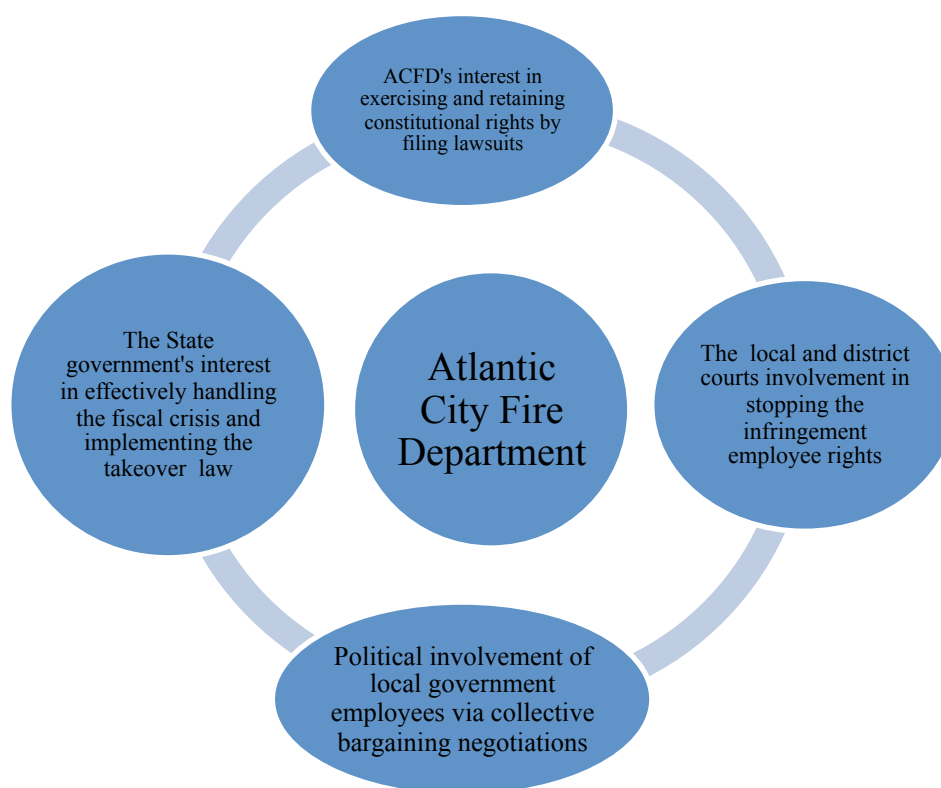 ACFD's interest in
exercising and retaining
constitutional rights by
filing lawsuits
The State
government's interest
in effectively handling
the fiscal crisis and
implementing the
takeover law
Atlantic
City Fire
Department
The local and district
courts involvement in
stopping the
infringement
employee rights
Political involvement of
local government
employees via collective
bargaining negotiations